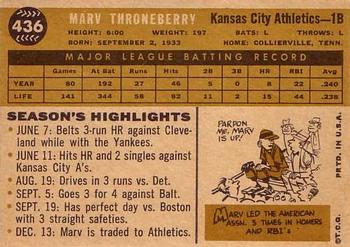 436
MARV THRONEBERRY Kansas City Athletics—1B
HEIGHT: 6:00 WEIGHT: 197 BATS: L THROWS: L
BORN: SEPTEMBER 2, 1933 HOME: COLLIERVILLE, TENN.
MAJOR LEAGUE BATTING RECORD
Games At Bat Runs Hits 2B 3B HR RBI Avg.
YEAR 80 192 27 46 5 0 8 22 .240
LIFE 141 344 58 82 10 2 15 41 .238
SEASON'S HIGHLIGHTS
• JUNE 7: Belts 3-run HR against Cleveland while with the Yankees.
• JUNE 11: Hits HR and 2 singles against Kansas City A's.
• AUG. 19: Drives in 3 runs vs. Det.
• SEPT. 5: Goes 3 for 4 against Balt.
• SEPT. 19: Has perfect day vs. Boston with 3 straight safeties.
• DEC. 13: Marv is traded to Athletics.
PARDON ME. MARV IS UP!
MARV LED THE AMERICAN
ASSN. 3 TIMES IN HOMERS
AND RBI's
©T.C.G. PRTD. IN U.S.A.